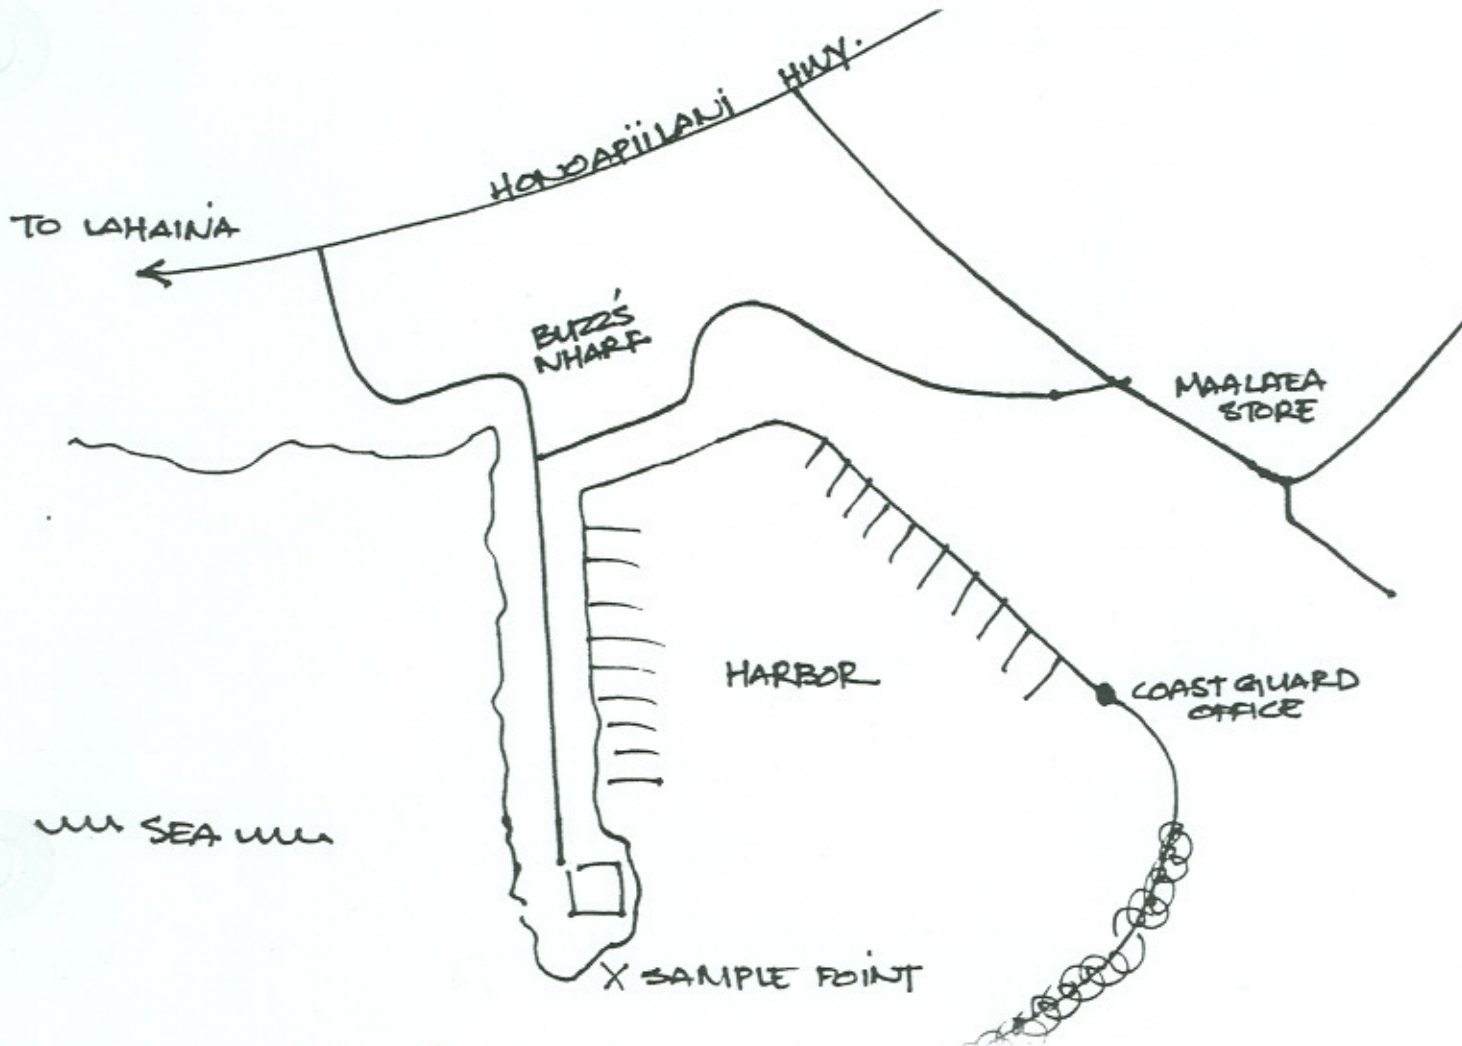 HONOAPIILANI HWY.
TO LAHAINA
BUZZ'S
WHARF
MAALAEA
STORE
HARBOR
COAST GUARD
OFFICE
SEA
X SAMPLE POINT